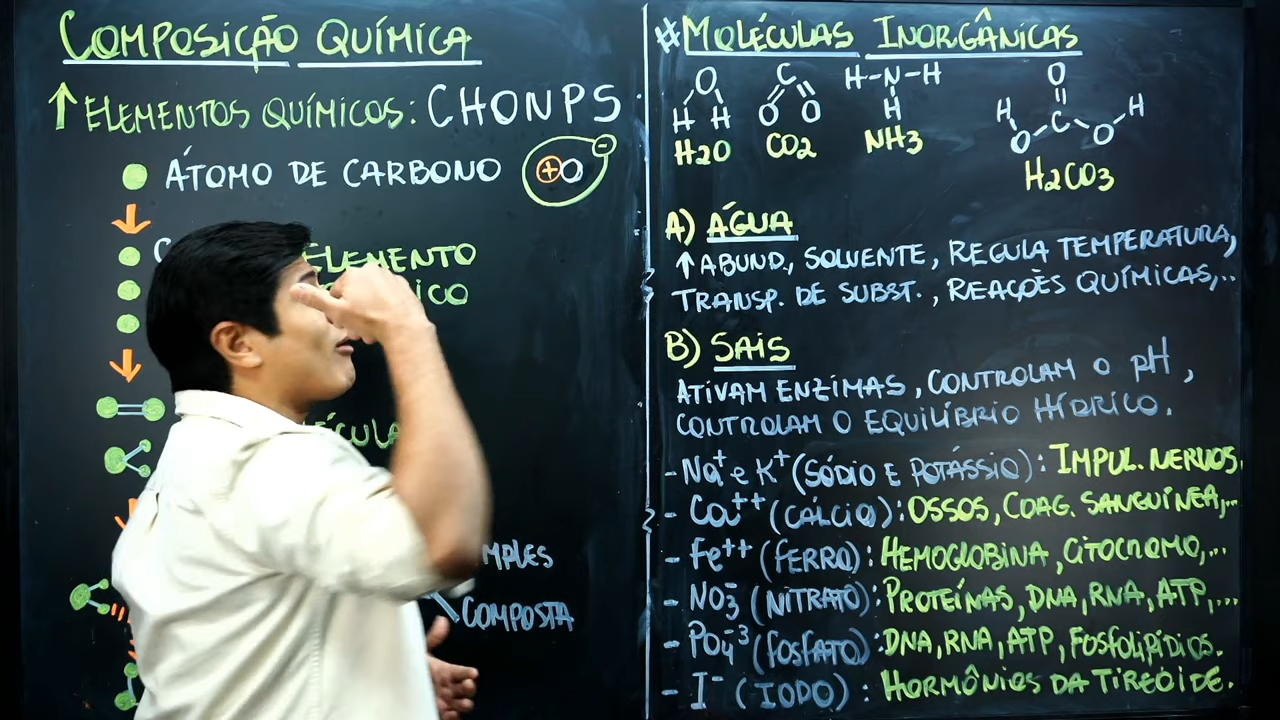 COMPOSIÇÃO QUÍMICA
↑ ELEMENTOS QUÍMICOS: CHONPS
ÁTOMO DE CARBONO
+ -
ELEMENTO
MPLES
COMPOSTA
#MOLÉCULAS INORGÂNICAS
O C H-N-H O
H H O O H H C H
O O
H2O CO2 NH3
H2CO3
A) ÁGUA
↑ABUND., SOLVENTE, REGULA TEMPERATURA,
TRANSP. DE SUBST., REAÇÕES QUÍMICAS,...
B) SAIS
ATIVAM ENZIMAS, CONTROLAM O pH,
CONTROLAM O EQUILÍBRIO HÍDRICO.
- Na+ e K+ (SÓDIO E POTÁSSIO): IMPUL. NERVOS.
- Ca++ (CÁLCIO): OSSOS, COAG. SANGUÍNEA,...
- Fe++ (FERRO): HEMOGLOBINA, CITOCROMO,...
- NO3- (NITRATO): PROTEÍNAS, DNA, RNA, ATP,...
- PO4-3 (FOSFATO): DNA, RNA, ATP, FOSFOLIPÍDIOS.
- I- (IODO): HORMÔNIOS DA TIREÓIDE.